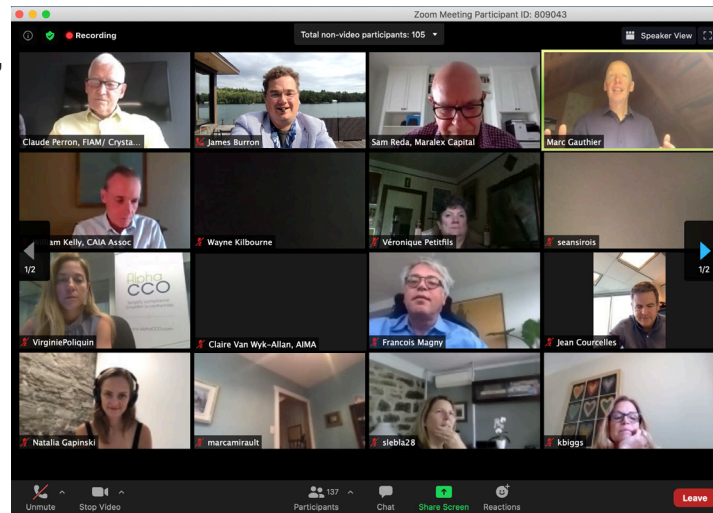 Zoom Meeting Participant ID: 809043
Recording
Total non-video participants: 105
Speaker View
Claude Perron, FIAM/ Crysta...
James Burron
Sam Reda, Maralex Capital
Marc Gauthier
am Kelly, CAIA Assoc
Wayne Kilbourne
Véronique Petitfils
seansirois
1/2
1/2
Alpha
CCO
VirginiePoliquin
Claire Van Wyk-Allan, AIMA
Francois Magny
Jean Courcelles
Natalia Gapinski
marcamirault
slebla28
kbiggs
137
Unmute
Stop Video
Participants
Chat
Share Screen
Reactions
Leave